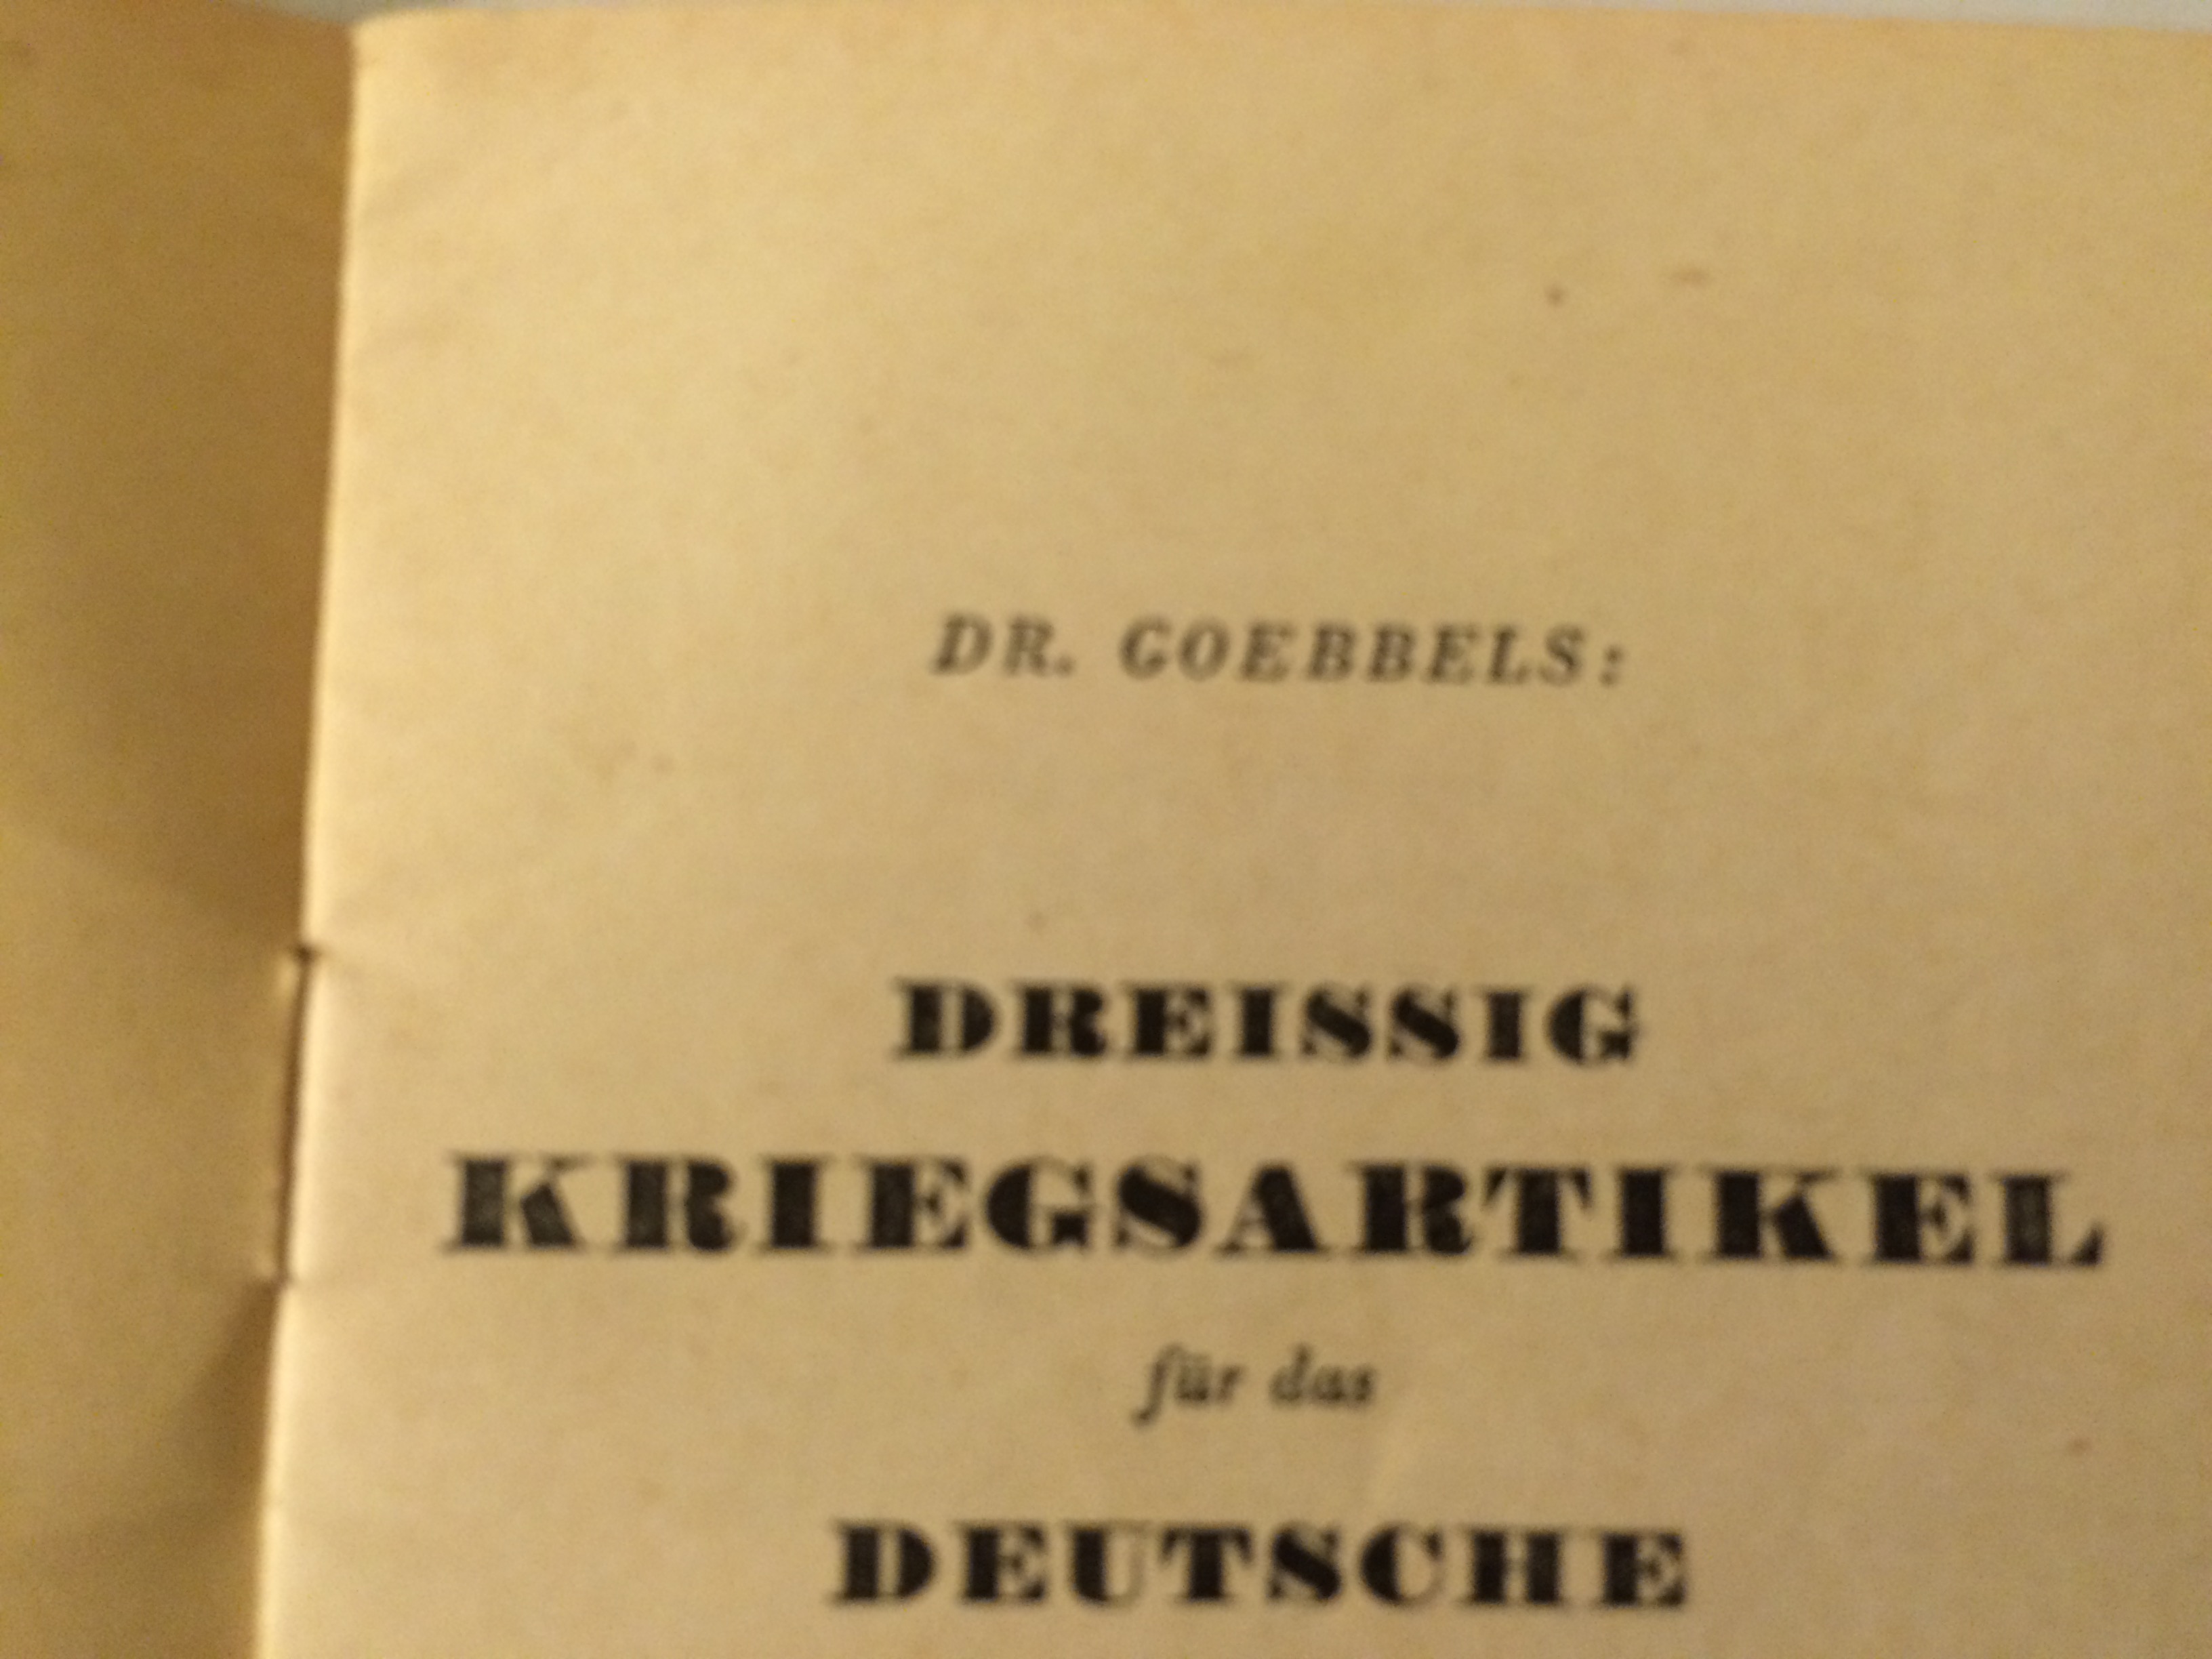 DR. GOEBBELS:
DREISSIG
KRIEGSARTIKEL
für das
DEUTSCHE